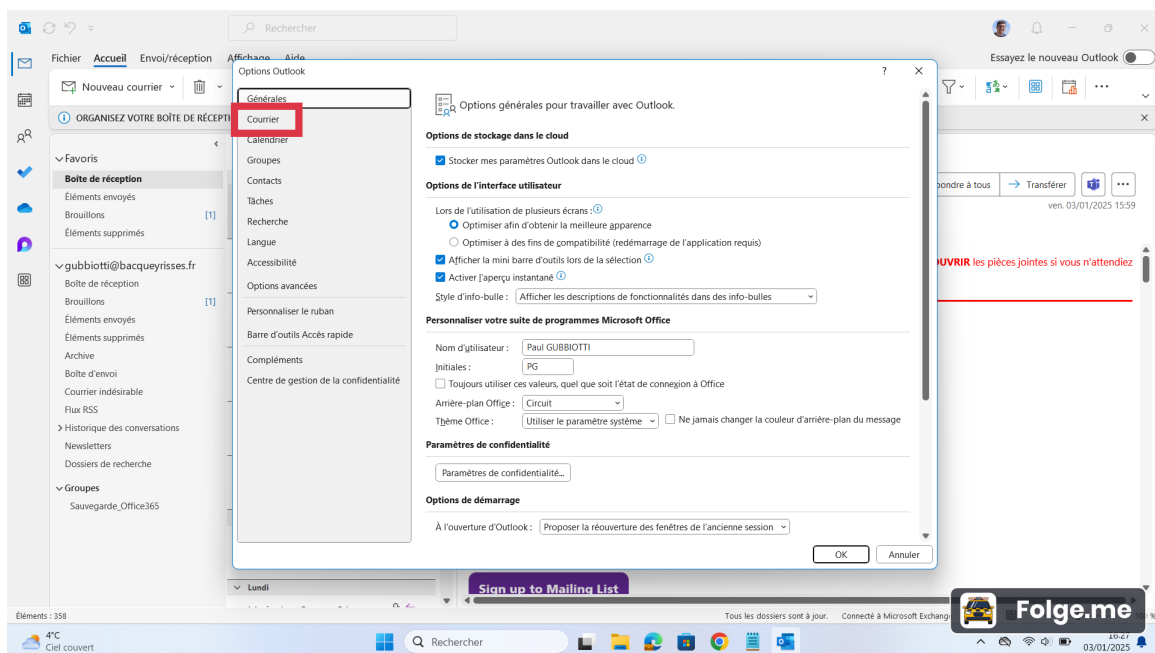 Rechercher
Fichier Accueil Envoi/réception Affichage Aide
Essayez le nouveau Outlook
Nouveau courrier
ORGANISEZ VOTRE BOÎTE DE RÉCEPTI
Favoris
Boîte de réception
Éléments envoyés
Brouillons [1]
Éléments supprimés
gubbiotti@bacqueyrisses.fr
Boîte de réception
Brouillons [1]
Éléments envoyés
Éléments supprimés
Archive
Boîte d'envoi
Courrier indésirable
Flux RSS
Historique des conversations
Newsletters
Dossiers de recherche
Groupes
Sauvegarde_Office365
Options Outlook
?
Générales
Courrier
Calendrier
Groupes
Contacts
Tâches
Recherche
Langue
Accessibilité
Options avancées
Personnaliser le ruban
Barre d'outils Accès rapide
Compléments
Centre de gestion de la confidentialité
Options générales pour travailler avec Outlook.
Options de stockage dans le cloud
Stocker mes paramètres Outlook dans le cloud
Options de l'interface utilisateur
Lors de l'utilisation de plusieurs écrans :
Optimiser afin d'obtenir la meilleure apparence
Optimiser à des fins de compatibilité (redémarrage de l'application requis)
Afficher la mini barre d'outils lors de la sélection
Activer l'aperçu instantané
Style d'info-bulle : Afficher les descriptions de fonctionnalités dans des info-bulles
Personnaliser votre suite de programmes Microsoft Office
Nom d'utilisateur : Paul GUBBIOTTI
Initiales : PG
Toujours utiliser ces valeurs, quel que soit l'état de connexion à Office
Arrière-plan Office : Circuit
Thème Office : Utiliser le paramètre système Ne jamais changer la couleur d'arrière-plan du message
Paramètres de confidentialité
Paramètres de confidentialité...
Options de démarrage
À l'ouverture d'Outlook : Proposer la réouverture des fenêtres de l'ancienne session
OK Annuler
pondre à tous Transférer
ven. 03/01/2025 15:59
OUVRIR les pièces jointes si vous n'attendiez
Lundi
Sign up to Mailing List
Éléments : 358
Tous les dossiers sont à jour. Connecté à Microsoft Exchang
Folge.me
4°C
Ciel couvert
Rechercher
16:27
03/01/2025